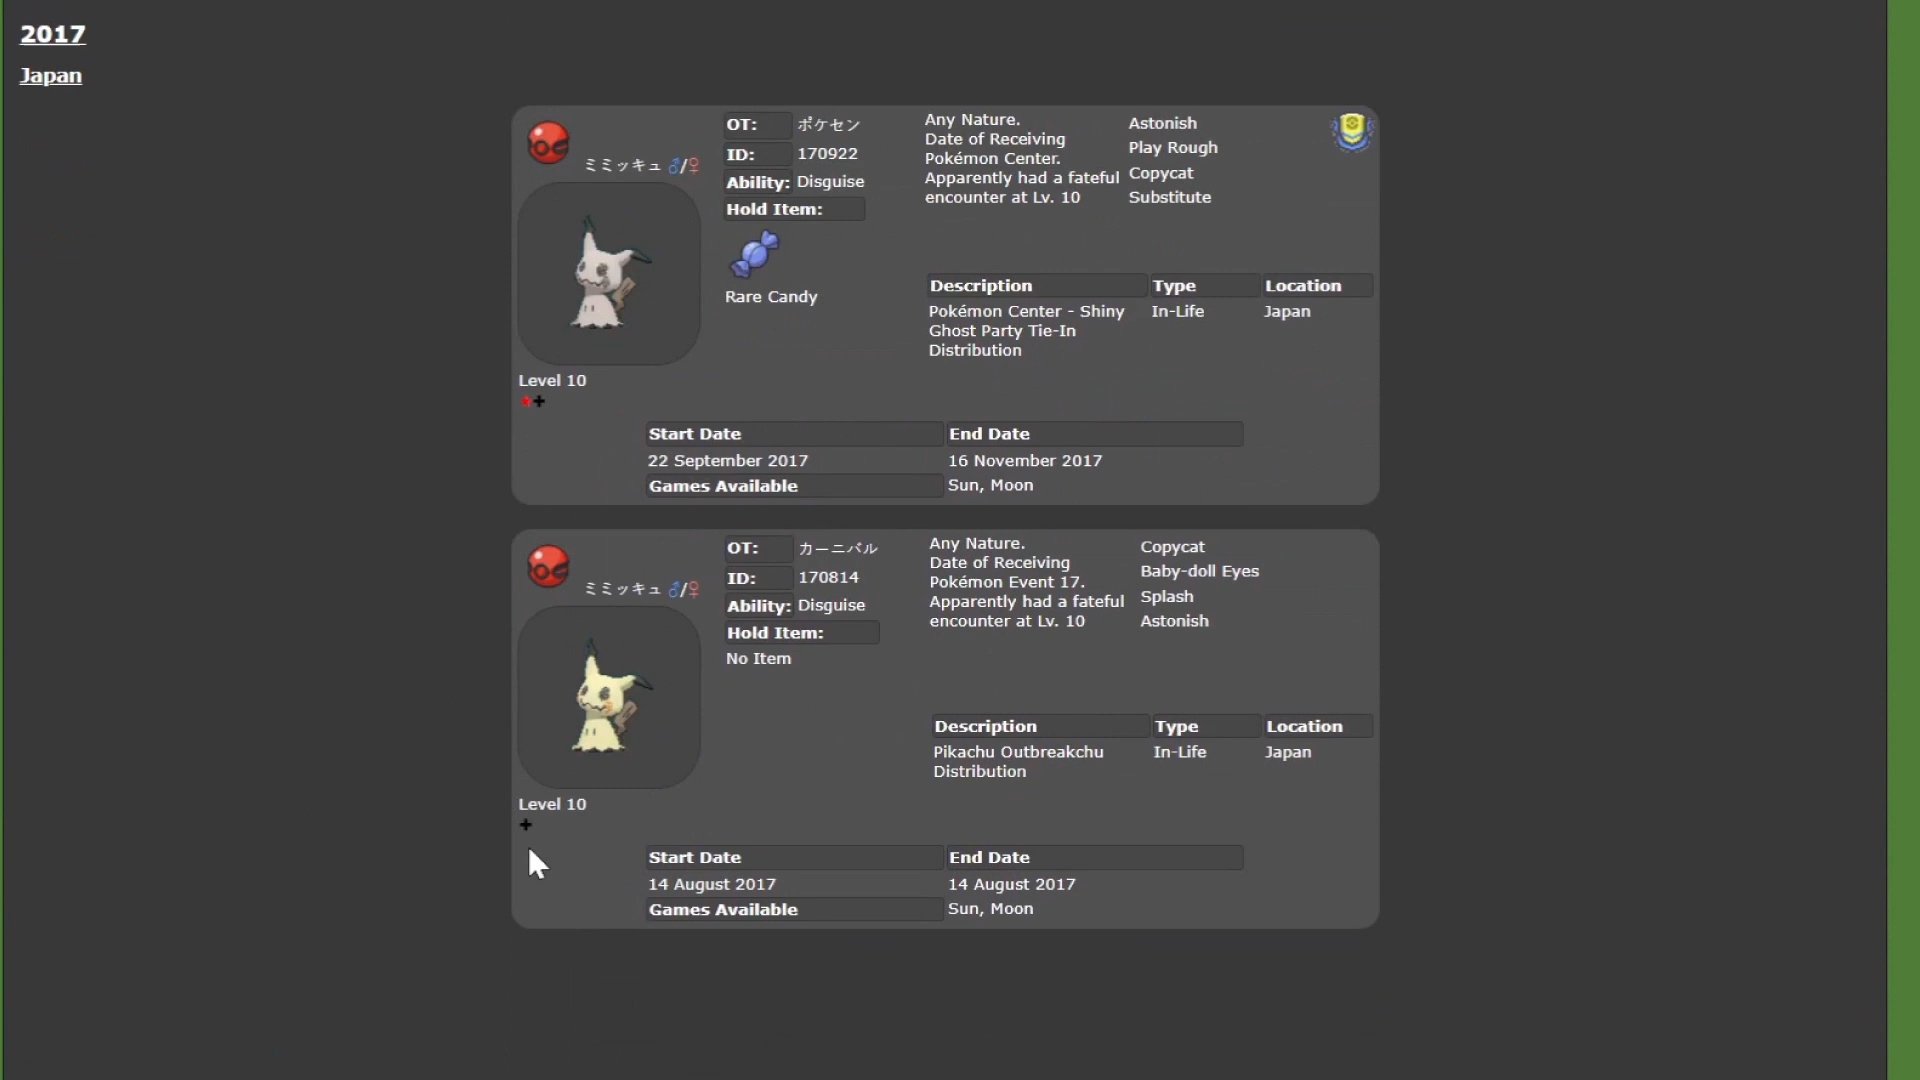 2017
Japan
ミミッキュ ♂/♀
OT: ポケセン
ID: 170922
Ability: Disguise
Hold Item:
Rare Candy
Any Nature.
Date of Receiving
Pokémon Center.
Apparently had a fateful
encounter at Lv. 10
Astonish
Play Rough
Copycat
Substitute
Description Type Location
Pokémon Center - Shiny In-Life Japan
Ghost Party Tie-In
Distribution
Level 10
Start Date End Date
22 September 2017 16 November 2017
Games Available Sun, Moon
ミミッキュ ♂/♀
OT: カーニバル
ID: 170814
Ability: Disguise
Hold Item:
No Item
Any Nature.
Date of Receiving
Pokémon Event 17.
Apparently had a fateful
encounter at Lv. 10
Copycat
Baby-doll Eyes
Splash
Astonish
Description Type Location
Pikachu Outbreakchu In-Life Japan
Distribution
Level 10
Start Date End Date
14 August 2017 14 August 2017
Games Available Sun, Moon